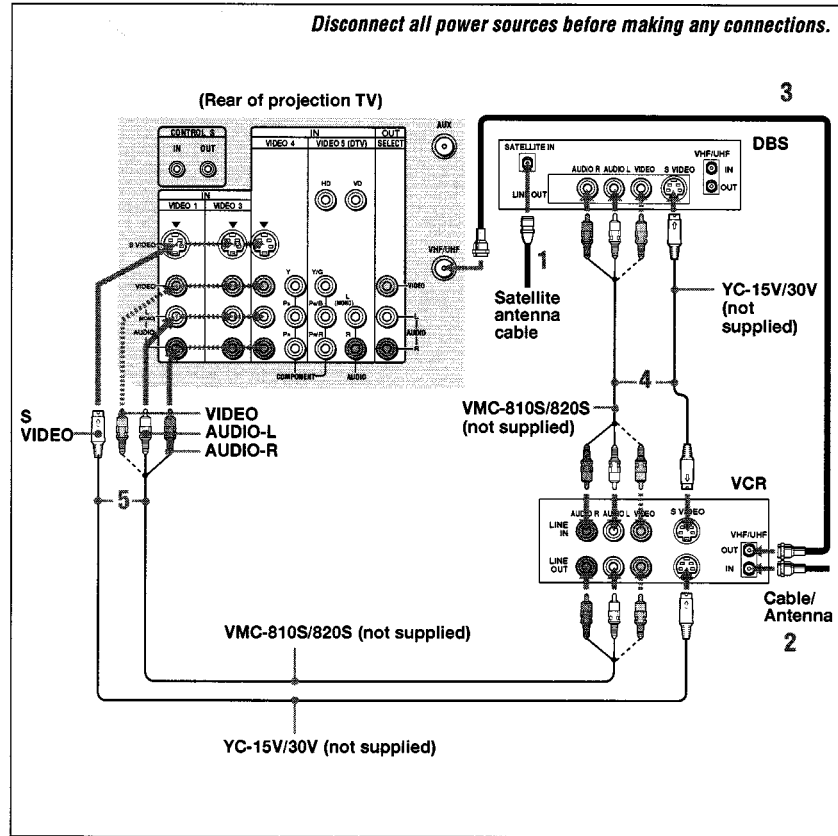 Disconnect all power sources before making any connections.
3
(Rear of projection TV)
AUX
CONTROL S
IN OUT
IN
VIDEO 4 VIDEO 5 (DTV)
OUT
SELECT
HD VD
IN
VIDEO 1 VIDEO 3
S VIDEO
VIDEO
L
(MONO)
AUDIO
R
Y Y/G
L
(MONO)
R
VIDEO
L
AUDIO
R
COMPONENT
AUDIO
VHF/UHF
DBS
SATELLITE IN
AUDIO R AUDIO L VIDEO S VIDEO
VHF/UHF
IN
OUT
LINE OUT
1
Satellite
antenna
cable
YC-15V/30V
(not
supplied)
4
VMC-810S/820S
(not supplied)
S
VIDEO
VIDEO
AUDIO-L
AUDIO-R
5
VCR
AUDIO R AUDIO L VIDEO S VIDEO
LINE
IN
LINE
OUT
VHF/UHF
OUT
IN
Cable/
Antenna
2
VMC-810S/820S (not supplied)
YC-15V/30V (not supplied)